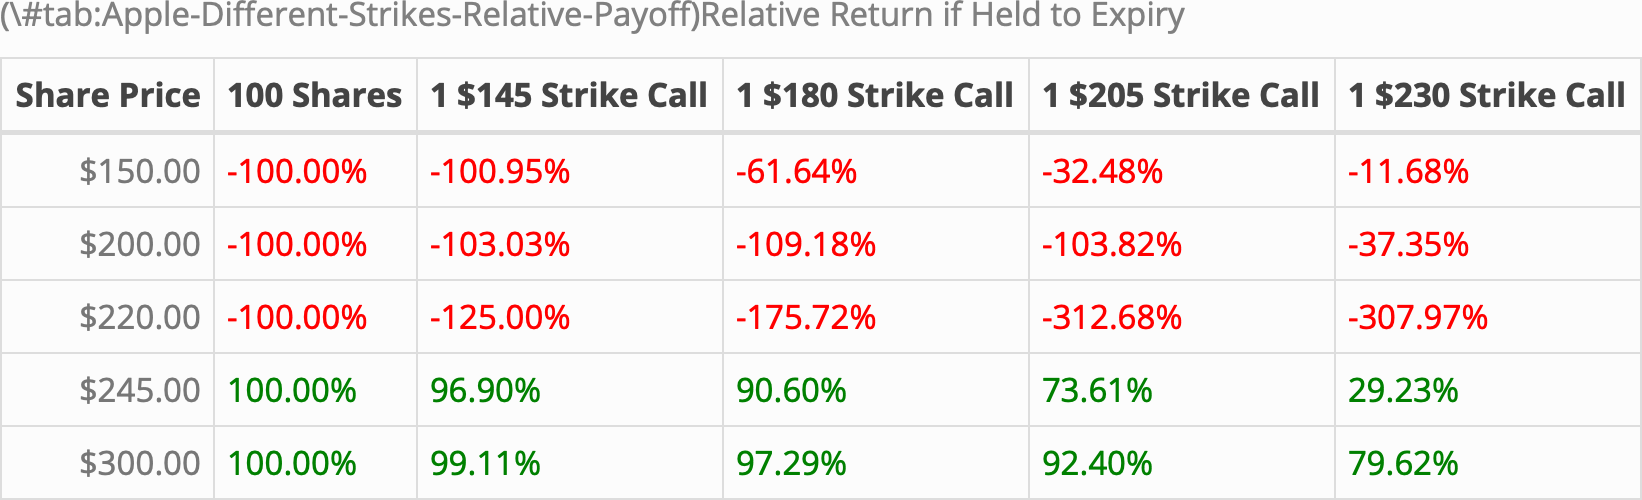 (\#tab:Apple-Different-Strikes-Relative-Payoff)Relative Return if Held to Expiry
Share Price 100 Shares 1 $145 Strike Call 1 $180 Strike Call 1 $205 Strike Call 1 $230 Strike Call
$150.00 -100.00% -100.95% -61.64% -32.48% -11.68%
$200.00 -100.00% -103.03% -109.18% -103.82% -37.35%
$220.00 -100.00% -125.00% -175.72% -312.68% -307.97%
$245.00 100.00% 96.90% 90.60% 73.61% 29.23%
$300.00 100.00% 99.11% 97.29% 92.40% 79.62%